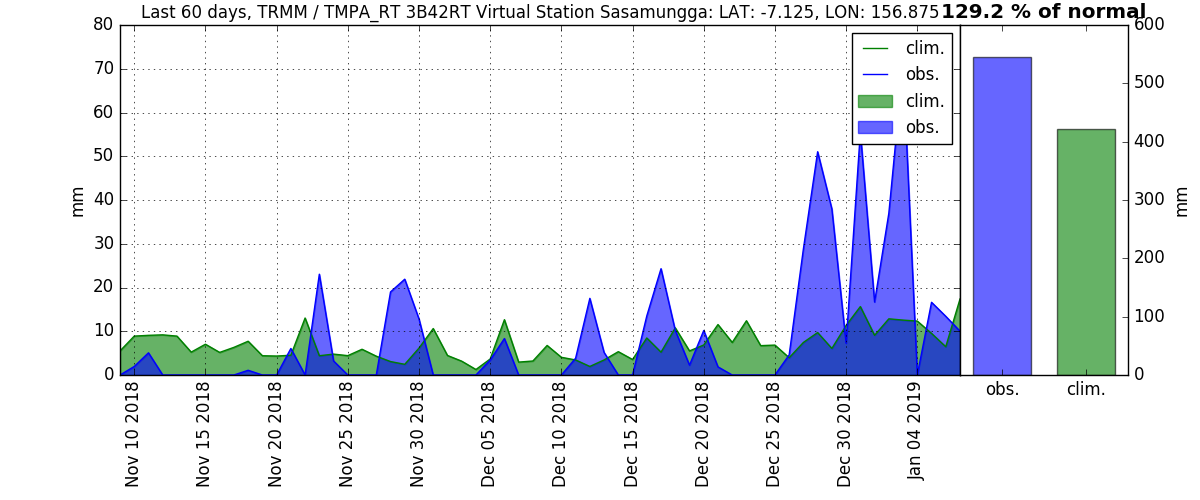 Last 60 days, TRMM / TMPA_RT 3B42RT Virtual Station Sasamungga: LAT: -7.125, LON: 156.875
129.2 % of normal
80
70
60
50
40
30
20
10
0
mm
clim.
obs.
clim.
obs.
600
500
400
300
200
100
0
mm
obs.
clim.
Nov 10 2018
Nov 15 2018
Nov 20 2018
Nov 25 2018
Nov 30 2018
Dec 05 2018
Dec 10 2018
Dec 15 2018
Dec 20 2018
Dec 25 2018
Dec 30 2018
Jan 04 2019